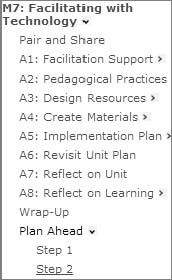 M7: Facilitating with
Technology
Pair and Share
A1: Facilitation Support
A2: Pedagogical Practices
A3: Design Resources
A4: Create Materials
A5: Implementation Plan
A6: Revisit Unit Plan
A7: Reflect on Unit
A8: Reflect on Learning
Wrap-Up
Plan Ahead
Step 1
Step 2